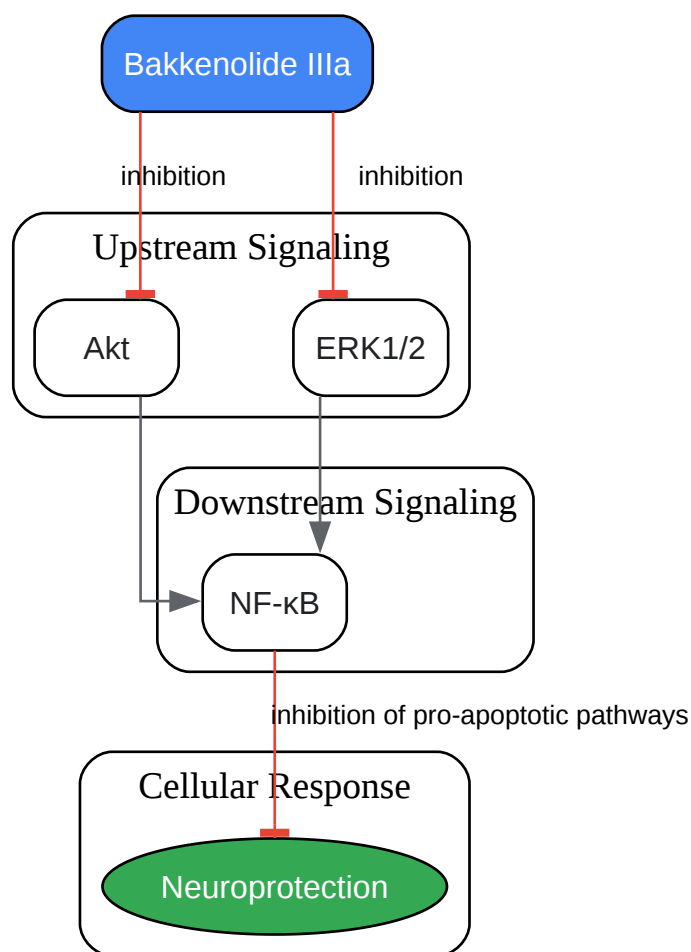 Bakkenolide IIIa
inhibition
inhibition
Upstream Signaling
Akt
ERK1/2
Downstream Signaling
NF-κB
inhibition of pro-apoptotic pathways
Cellular Response
Neuroprotection